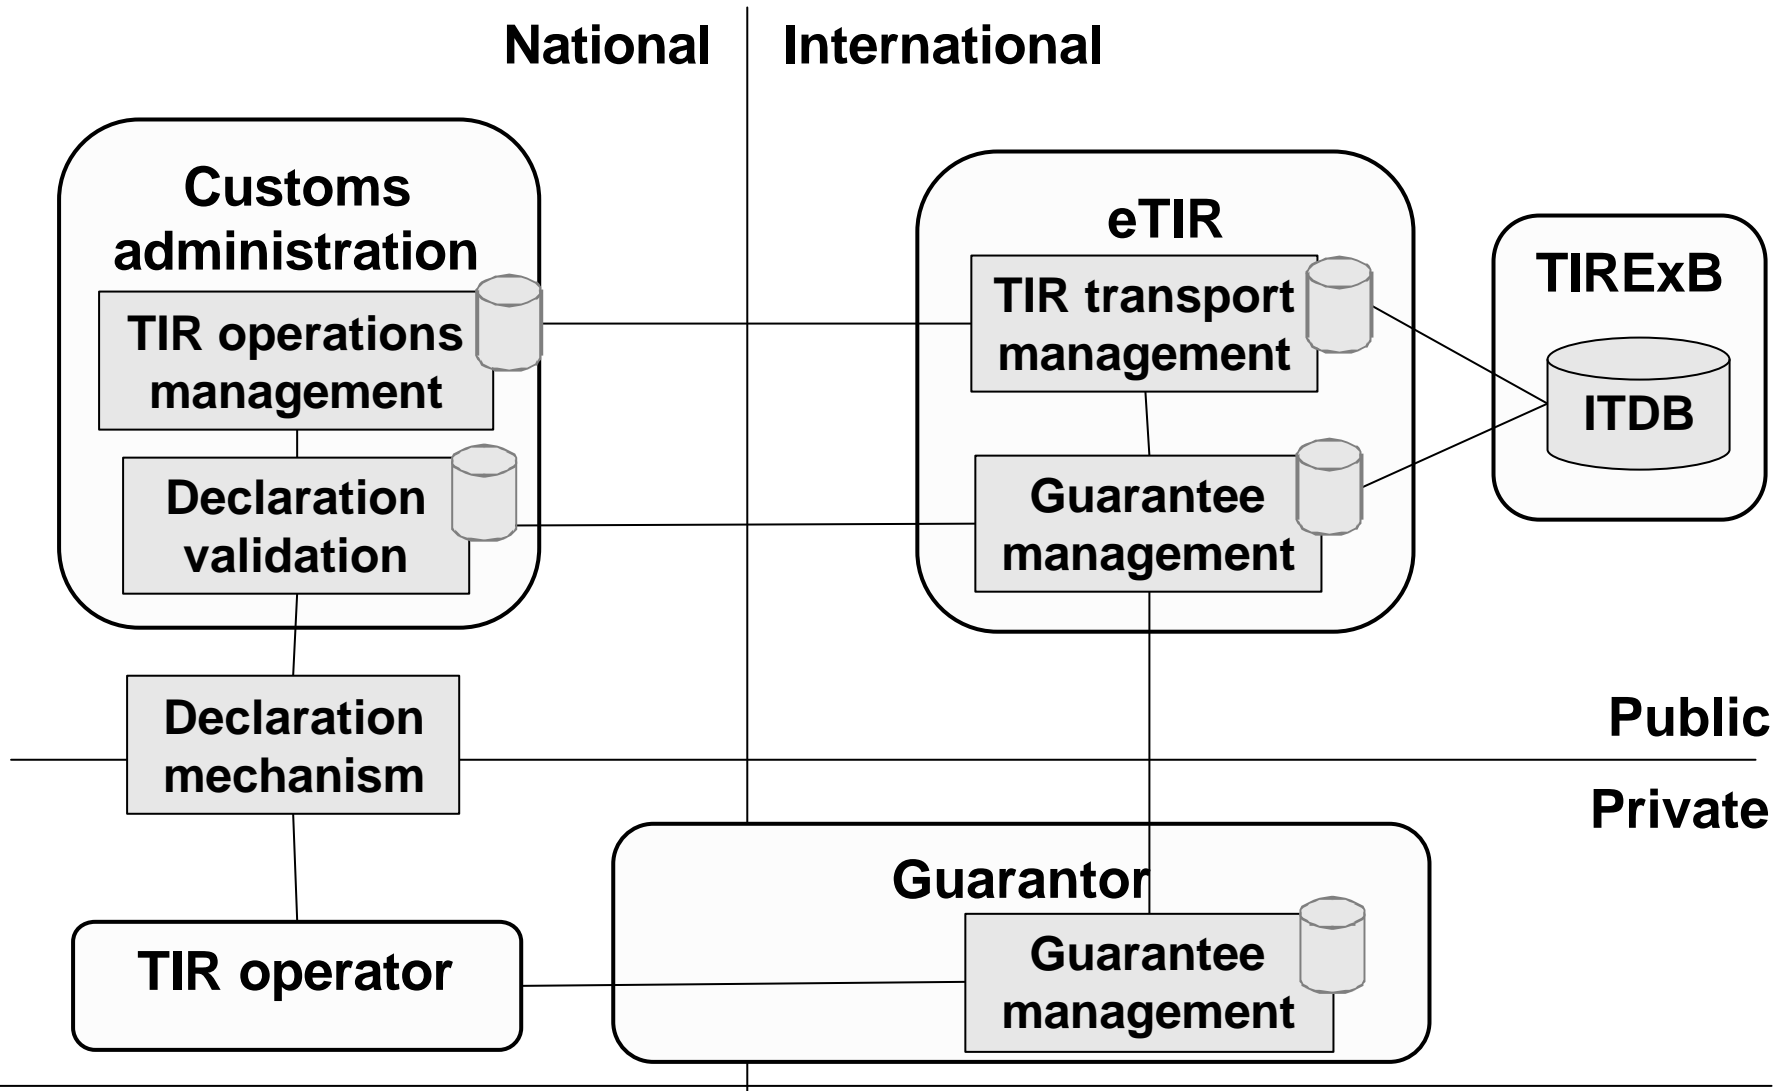 National
International
Customs
administration
TIR operations
management
Declaration
validation
eTIR
TIR transport
management
Guarantee
management
TIRExB
ITDB
Declaration
mechanism
Public
Private
TIR operator
Guarantor
Guarantee
management